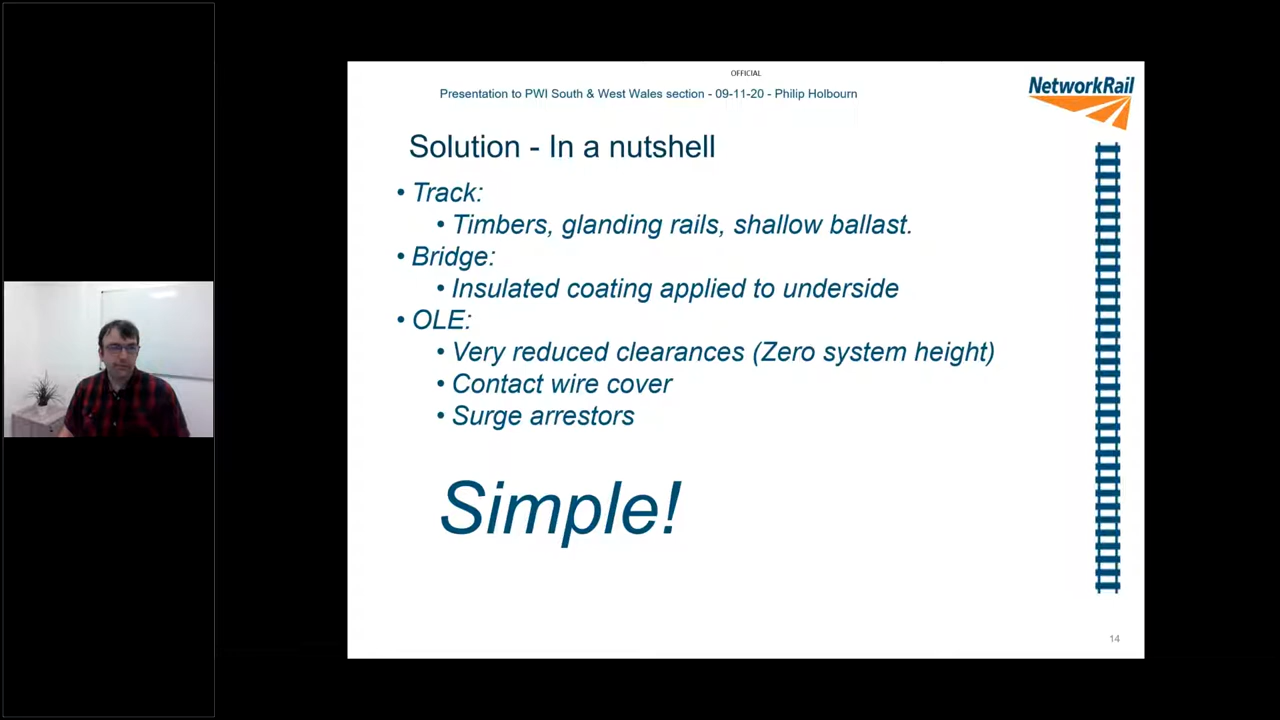 OFFICIAL
Presentation to PWI South & West Wales section - 09-11-20 - Philip Holbourn
NetworkRail
Solution - In a nutshell
• Track:
• Timbers, glanding rails, shallow ballast.
• Bridge:
• Insulated coating applied to underside
• OLE:
• Very reduced clearances (Zero system height)
• Contact wire cover
• Surge arrestors
Simple!
14